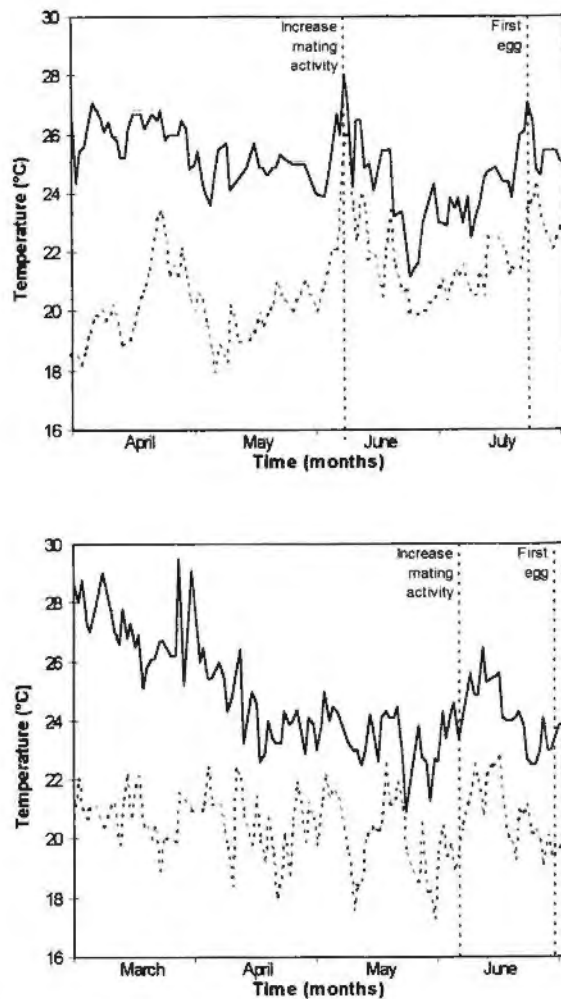 30
28
26
24
22
20
18
16
Temperature (°C)
Increase
mating
activity
First
egg
April
May
June
July
Time (months)
30
28
26
24
22
20
18
16
Temperature (°C)
Increase
mating
activity
First
egg
March
April
May
June
Time (months)